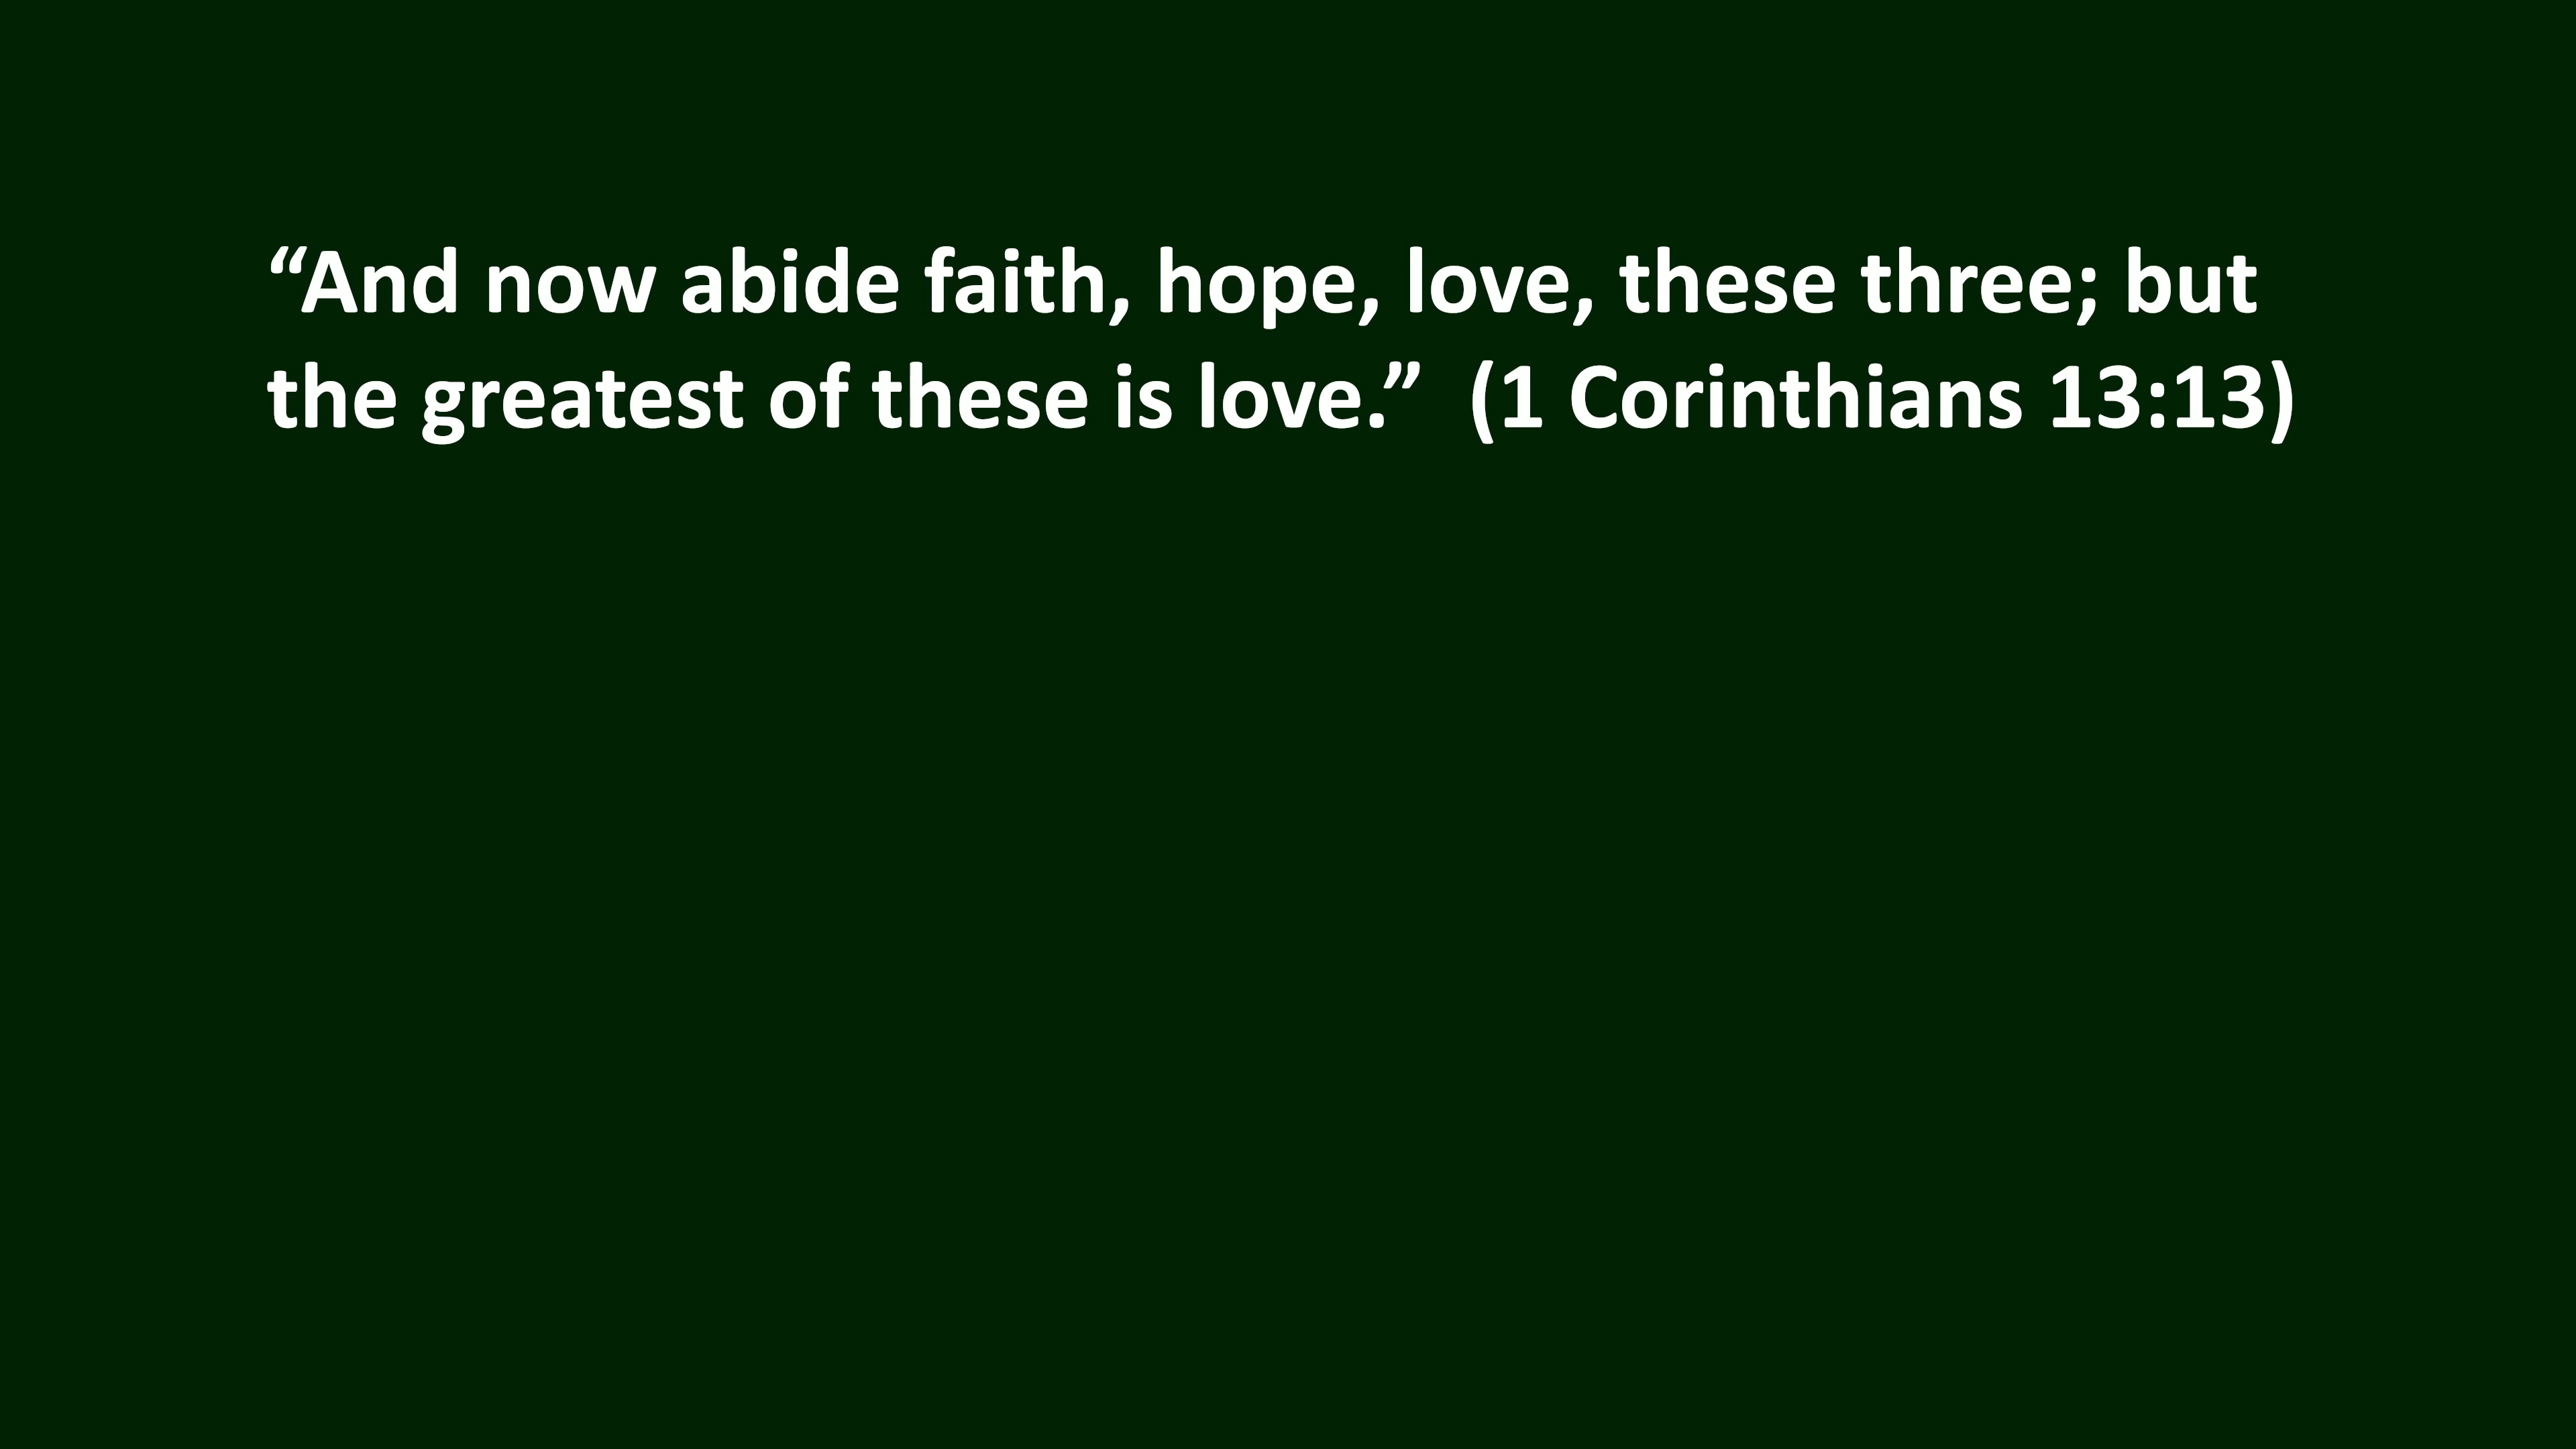 “And now abide faith, hope, love, these three; but
the greatest of these is love.”  (1 Corinthians 13:13)